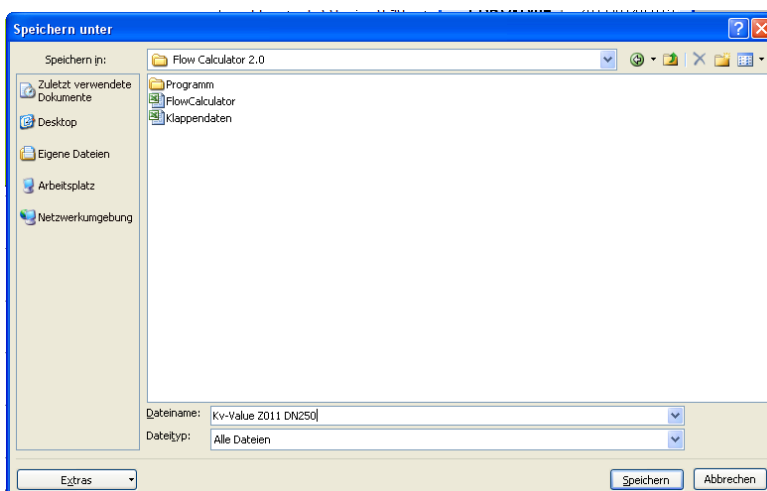 Speichern unter
Speichern in:
Flow Calculator 2.0
Zuletzt verwendete
Dokumente
Desktop
Eigene Dateien
Arbeitsplatz
Netzwerkumgebung
Programm
FlowCalculator
Klappendaten
Dateiname:
Kv-Value Z011 DN250
Dateityp:
Alle Dateien
Extras
Speichern
Abbrechen